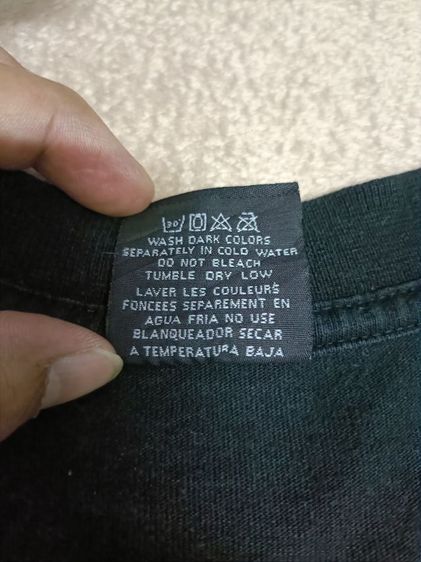 30
WASH DARK COLORS
SEPARATELY IN COLD WATER
DO NOT BLEACH
TUMBLE DRY LOW
LAVER LES COULEURS
FONCEES SEPAREMENT EN
AGUA FRIA NO USE
BLANQUEADOR SECAR
A TEMPERATURA BAJA